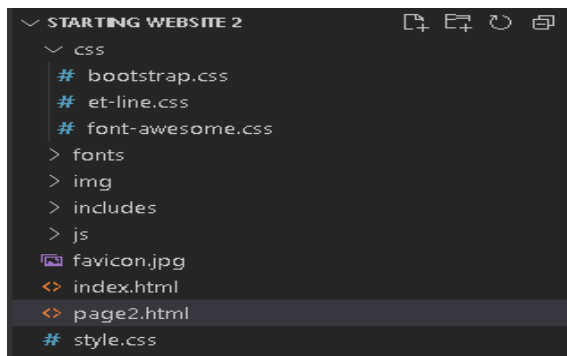 STARTING WEBSITE 2
css
# bootstrap.css
# et-line.css
# font-awesome.css
fonts
img
includes
js
favicon.jpg
<> index.html
<> page2.html
# style.css